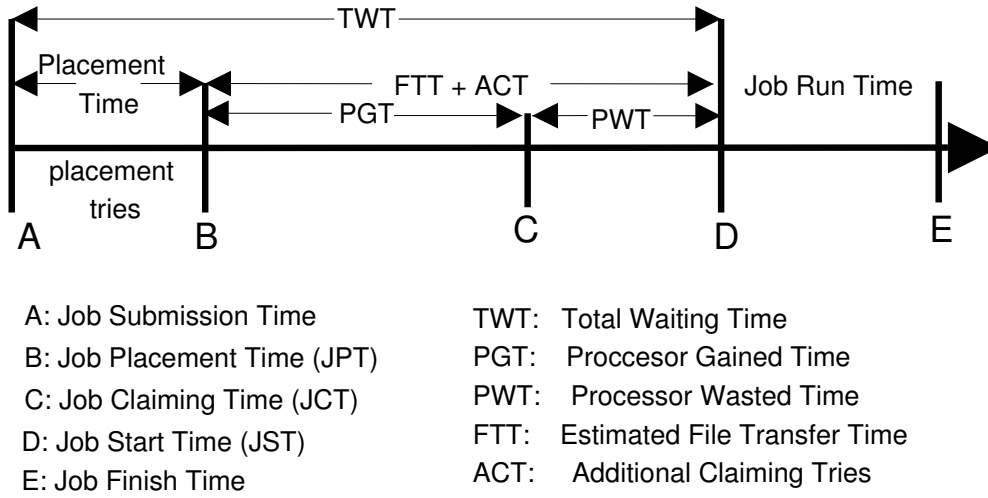 TWT
Placement
Time
FTT + ACT
Job Run Time
PGT
PWT
placement
tries
A
B
C
D
E
A: Job Submission Time
B: Job Placement Time (JPT)
C: Job Claiming Time (JCT)
D: Job Start Time (JST)
E: Job Finish Time
TWT: Total Waiting Time
PGT: Proccesor Gained Time
PWT: Processor Wasted Time
FTT: Estimated File Transfer Time
ACT: Additional Claiming Tries